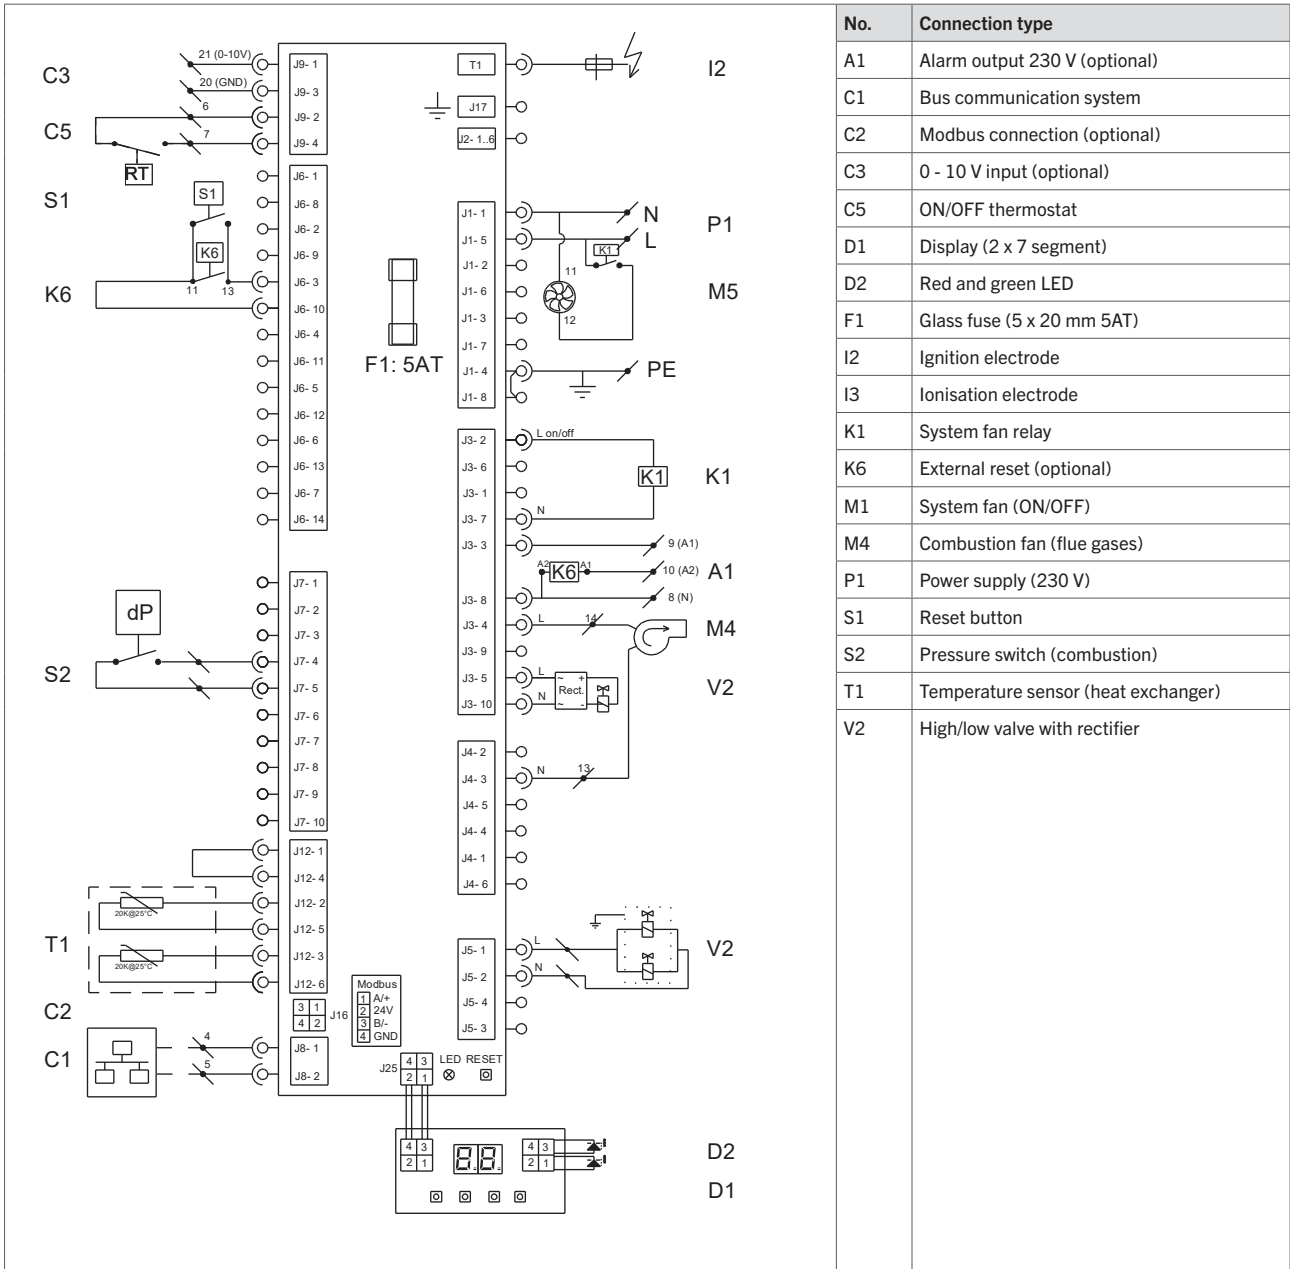 C3
21 (0-10V)
20 (GND)
J9- 1
J9- 3
C5
6
7
J9- 2
J9- 4
RT
S1
S1
K6
K6
11 13
J6- 1
J6- 8
J6- 2
J6- 9
J6- 3
J6- 10
J6- 4
J6- 11
J6- 5
J6- 12
J6- 6
J6- 13
J6- 7
J6- 14
F1: 5AT
S2
dP
J7- 1
J7- 2
J7- 3
J7- 4
J7- 5
J7- 6
J7- 7
J7- 8
J7- 9
J7- 10
T1
20K@25°C
20K@25°C
J12- 1
J12- 4
J12- 2
J12- 5
J12- 3
J12- 6
C2
3 1
4 2
J16
Modbus
1 A/+
2 24V
3 B/-
4 GND
C1
4
5
J8- 1
J8- 2
J25
4 3
2 1
LED RESET
T1
I2
J17
J2- 1..6
J1- 1
J1- 5
J1- 2
J1- 6
J1- 3
J1- 7
J1- 4
J1- 8
N
L
P1
K1
11
12
M5
PE
J3- 2
J3- 6
J3- 1
J3- 7
J3- 3
J3- 8
J3- 4
J3- 9
J3- 5
J3- 10
L on/off
K1
K1
N
9 (A1)
A2 K6 A1
10 (A2)
A1
8 (N)
L
14
M4
L
N
~ +
Rect.
~ -
V2
J4- 2
J4- 3
J4- 5
J4- 4
J4- 1
J4- 6
N
13
J5- 1
J5- 2
J5- 4
J5- 3
L
N
V2
4 3
2 1
88
4 3
2 1
D2
D1
No. Connection type
A1 Alarm output 230 V (optional)
C1 Bus communication system
C2 Modbus connection (optional)
C3 0 - 10 V input (optional)
C5 ON/OFF thermostat
D1 Display (2 x 7 segment)
D2 Red and green LED
F1 Glass fuse (5 x 20 mm 5AT)
I2 Ignition electrode
I3 Ionisation electrode
K1 System fan relay
K6 External reset (optional)
M1 System fan (ON/OFF)
M4 Combustion fan (flue gases)
P1 Power supply (230 V)
S1 Reset button
S2 Pressure switch (combustion)
T1 Temperature sensor (heat exchanger)
V2 High/low valve with rectifier